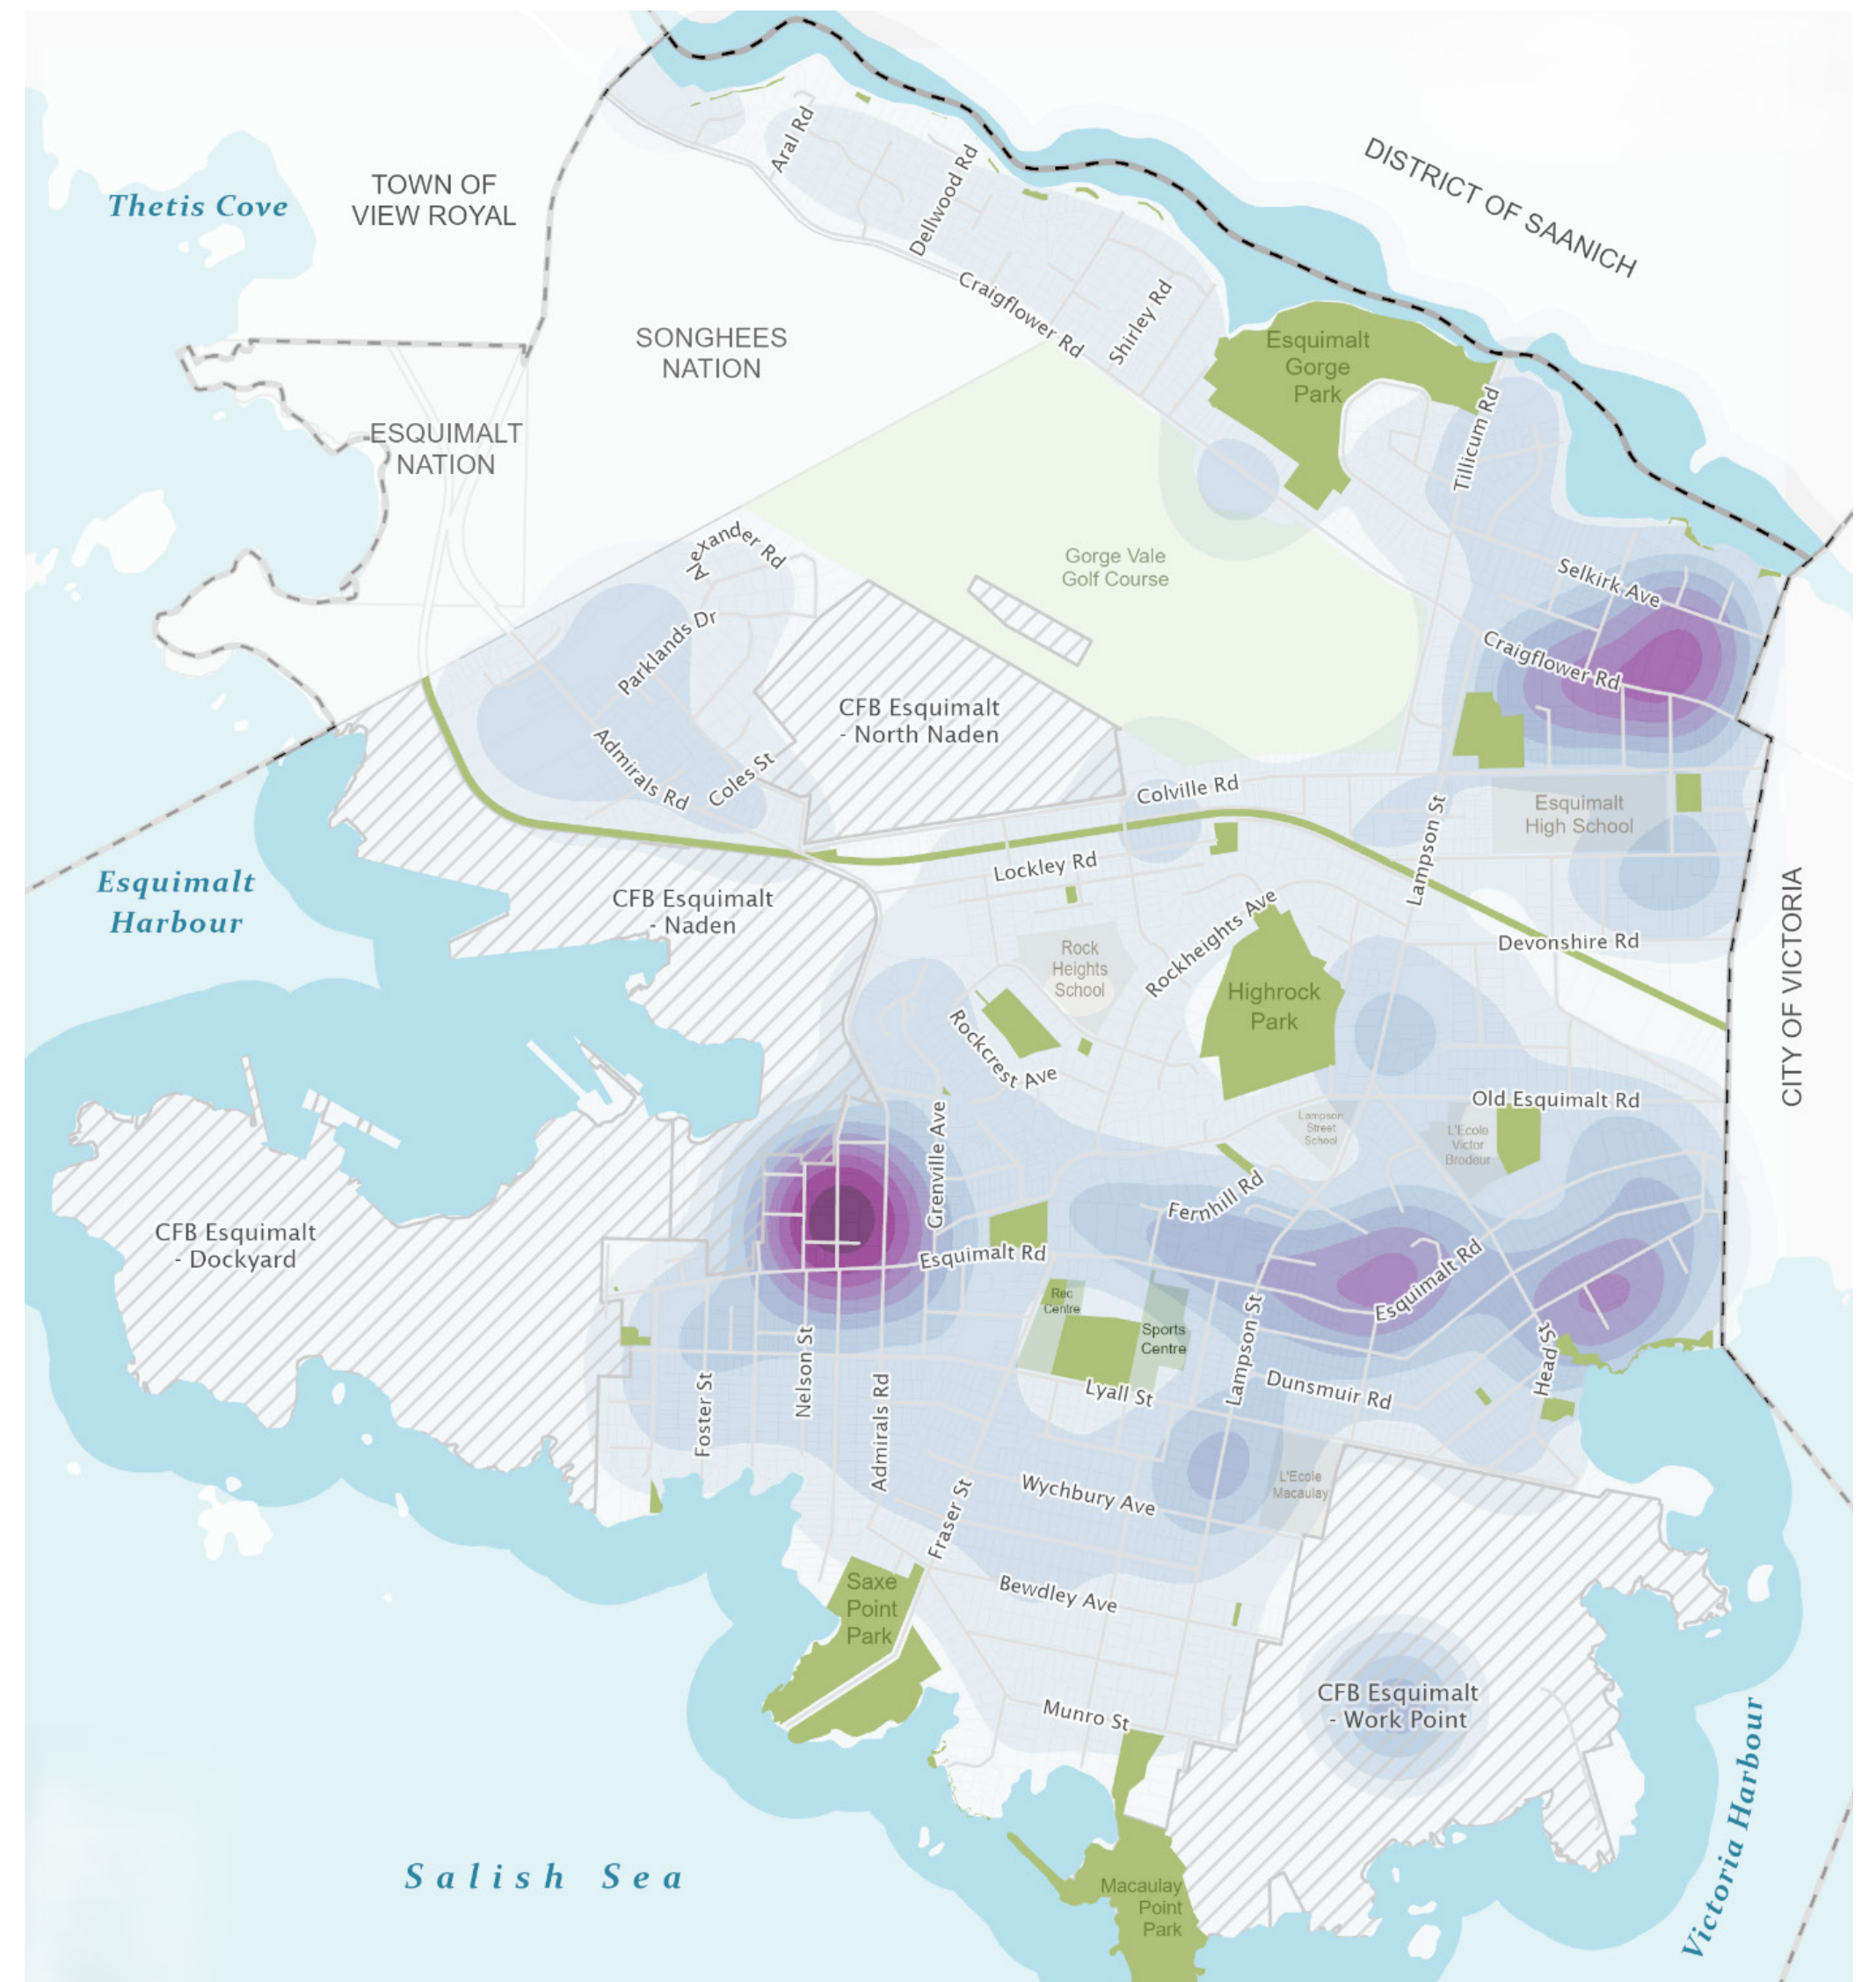 DISTRICT OF SAANICH
Thetis Cove
TOWN OF
VIEW ROYAL
Aral Rd
Dellwood Rd
Craigflower Rd
Shirley Rd
SONGHEES
NATION
Esquimalt
Gorge
Park
Tillicum Rd
ESQUIMALT
NATION
Alexander Rd
Gorge Vale
Golf Course
Selkirk Ave
Parklands Dr
Craigflower Rd
CFB Esquimalt
- North Naden
Admirals Rd
Coles St
Colville Rd
Lampson St
Esquimalt
High School
Lockley Rd
Esquimalt
Harbour
CFB Esquimalt
- Naden
Rock
Heights
School
Rockheights Ave
Devonshire Rd
CITY OF VICTORIA
Highrock
Park
Rockcrest Ave
Old Esquimalt Rd
Lampson
Street
School
L'Ecole
Victor
Brodeur
Grenville Ave
Fernhill Rd
CFB Esquimalt
- Dockyard
Esquimalt Rd
Esquimalt Rd
Rec
Centre
Sports
Centre
Lampson St
Head St
Nelson St
Foster St
Admirals Rd
Lyall St
Dunsmuir Rd
Wychbury Ave
L'Ecole
Macaulay
Fraser St
Bewdley Ave
Saxe
Point
Park
Munro St
CFB Esquimalt
- Work Point
Victoria Harbour
Salish Sea
Macaulay
Point
Park